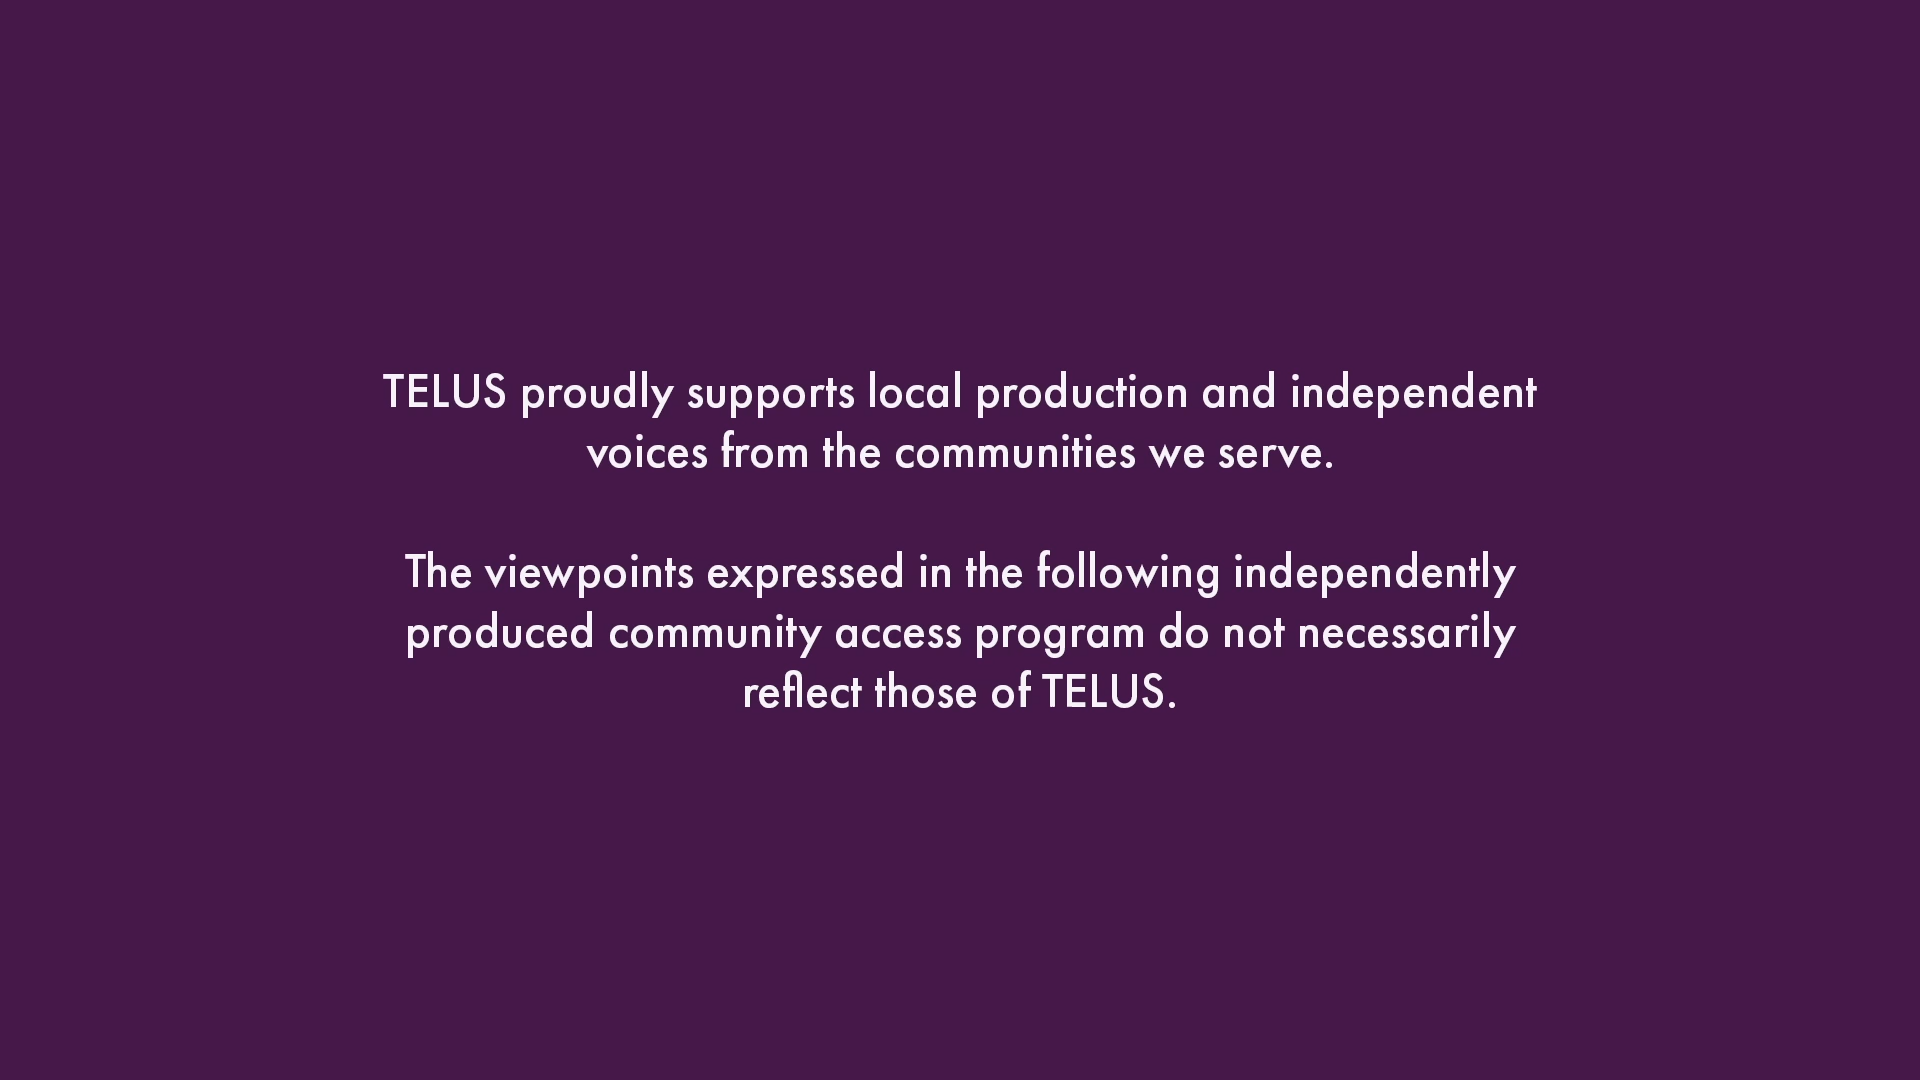 TELUS proudly supports local production and independent
voices from the communities we serve.
The viewpoints expressed in the following independently
produced community access program do not necessarily
reflect those of TELUS.